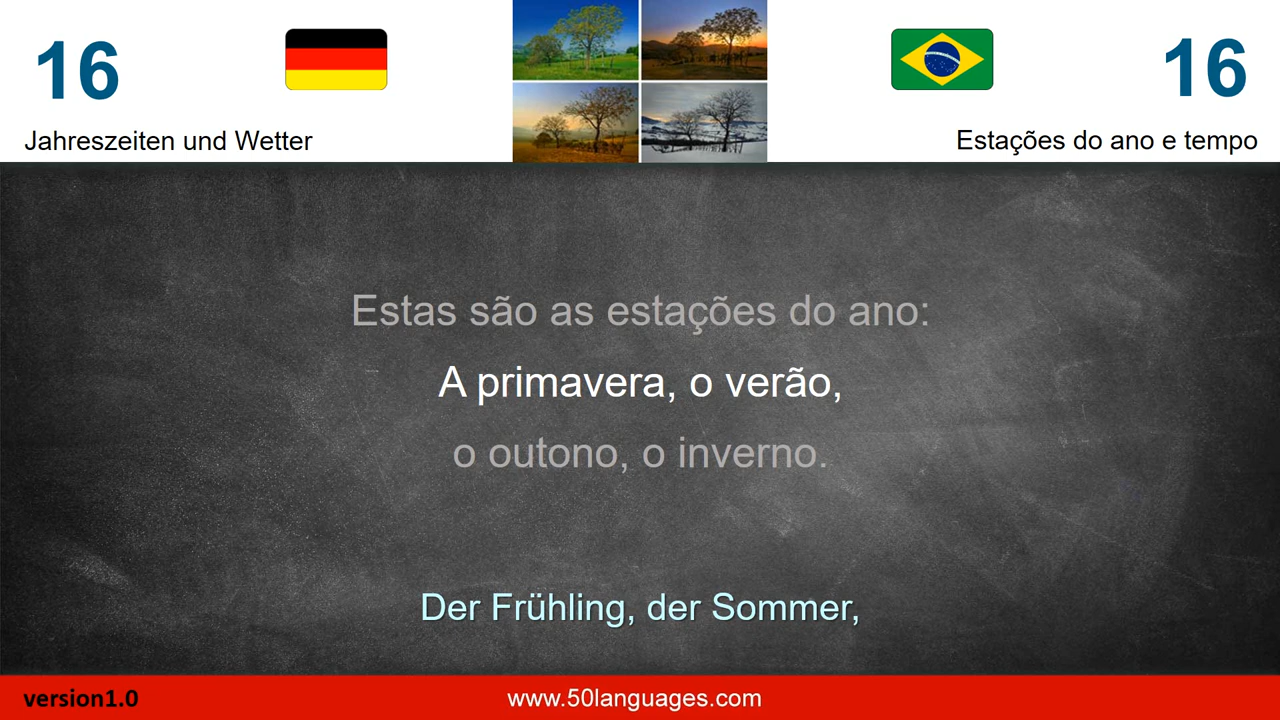 16
16
Jahreszeiten und Wetter
Estações do ano e tempo
Estas são as estações do ano:
A primavera, o verão,
o outono, o inverno.
Der Frühling, der Sommer,
version1.0
www.50languages.com